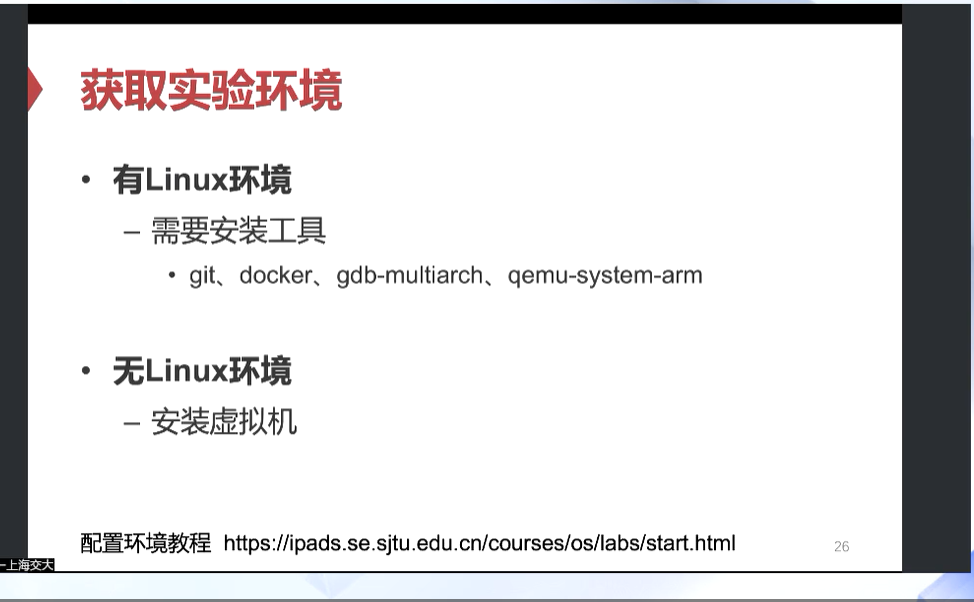 获取实验环境
• 有Linux环境
– 需要安装工具
• git、docker、gdb-multiarch、qemu-system-arm
• 无Linux环境
– 安装虚拟机
配置环境教程 https://ipads.se.sjtu.edu.cn/courses/os/labs/start.html
26
–上海交大